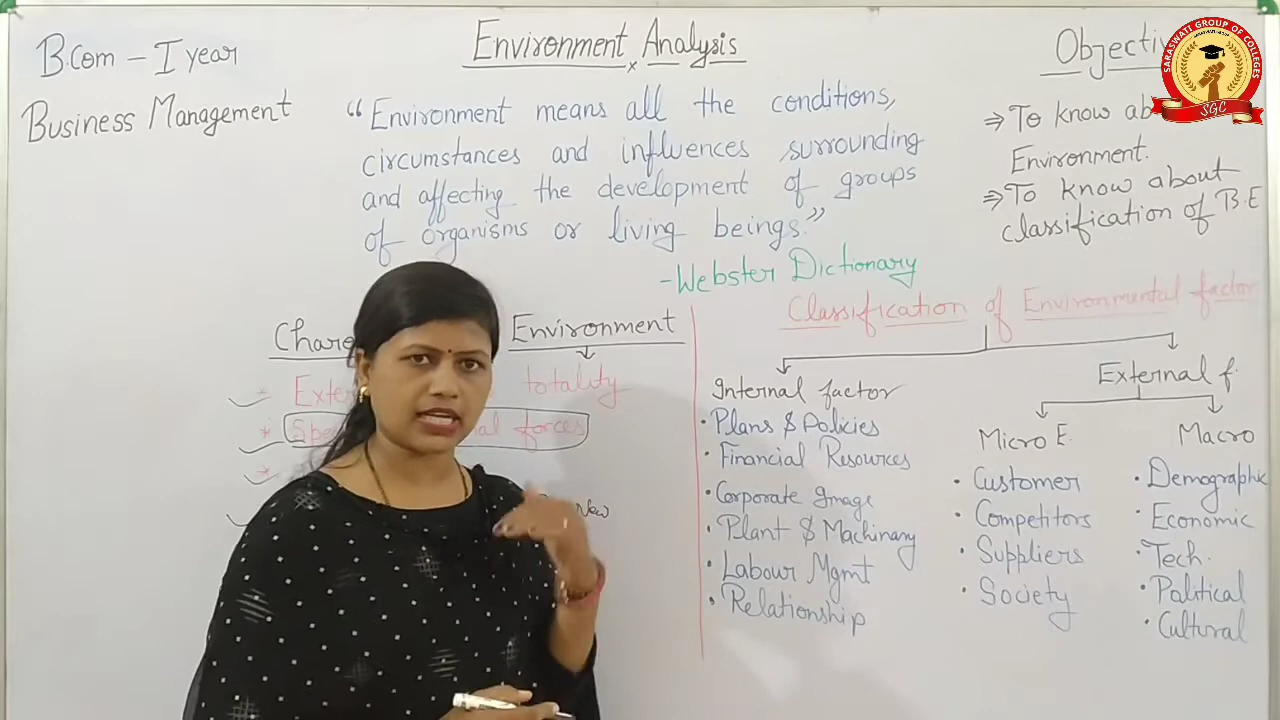 B.Com - I year
Business Management
Environment Analysis
"Environment means all the conditions,
circumstances and influences surrounding
and affecting the development of groups
of organisms or living beings."
- Webster Dictionary
⇒ To know
Environment.
⇒ To know about
classification of B.E
Environment
totality
forces
Classification of Environmental factor
Internal factor
• Plans & Policies
• Financial Resources
• Corporate Image
• Plant & Machinary
• Labour Mgmt
• Relationship
External f.
Micro E.
• Customer
• Competitors
• Suppliers
• Society
Macro
• Demographic
• Economic
• Tech.
• Political
• Cultural
SARASWATI GROUP OF COLLEGES
SGC